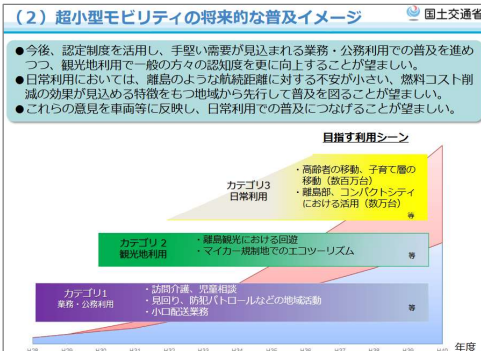 （2）超小型モビリティの将来的な普及イメージ
国土交通省
●今後、認定制度を活用し、手堅い需要が見込まれる業務・公務利用での普及を進め
つつ、観光地利用で一般の方々の認知度を更に向上することが望ましい。
●日常利用においては、離島のような航続距離に対する不安が小さい、燃料コスト削
減の効果が見込める特徴をもつ地域から先行して普及を図ることが望ましい。
●これらの意見を車両等に反映し、日常利用での普及につなげることが望ましい。
目指す利用シーン
カテゴリ3
日常利用
・高齢者の移動、子育て層の
移動（数百万台）
・離島部、コンパクトシティ
における活用（数万台）
等
カテゴリ 2
観光地利用
・離島観光における回遊
・マイカー規制地でのエコツーリズム
等
カテゴリ1
業務・公務利用
・訪問介護、児童相談
・見回り、防犯パトロールなどの地域活動
・小口配送業務
等
年度